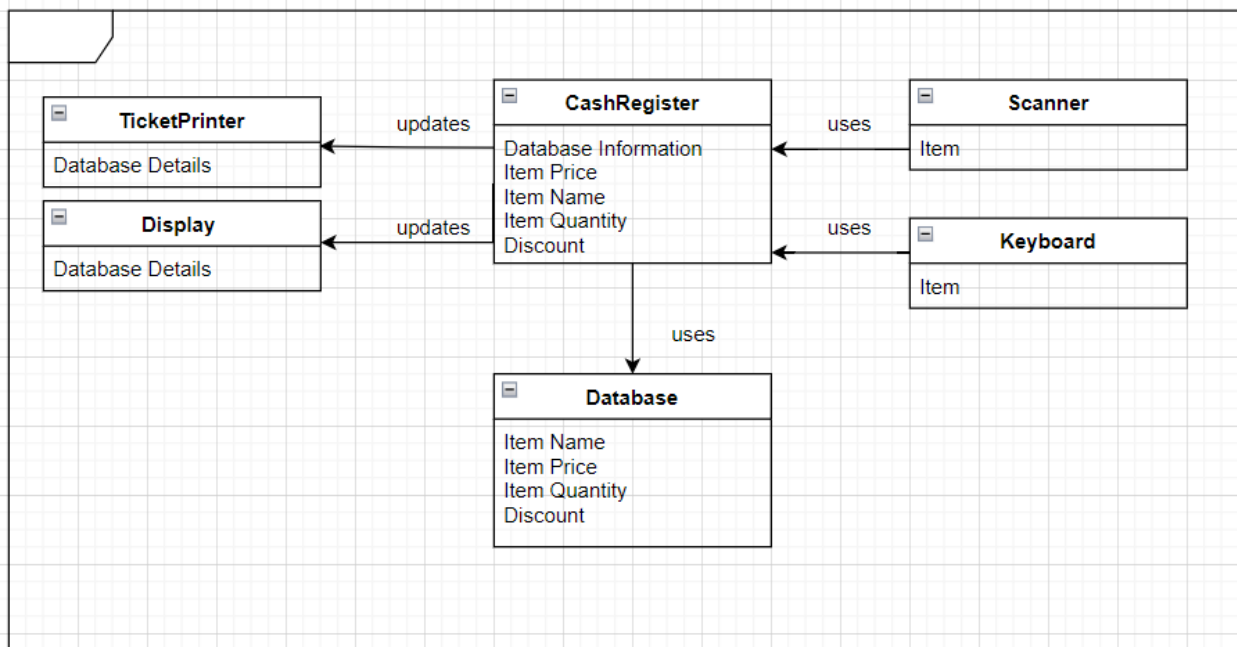 TicketPrinter
Database Details
Display
Database Details
updates
updates
CashRegister
Database Information
Item Price
Item Name
Item Quantity
Discount
uses
uses
Scanner
Item
Keyboard
Item
uses
Database
Item Name
Item Price
Item Quantity
Discount